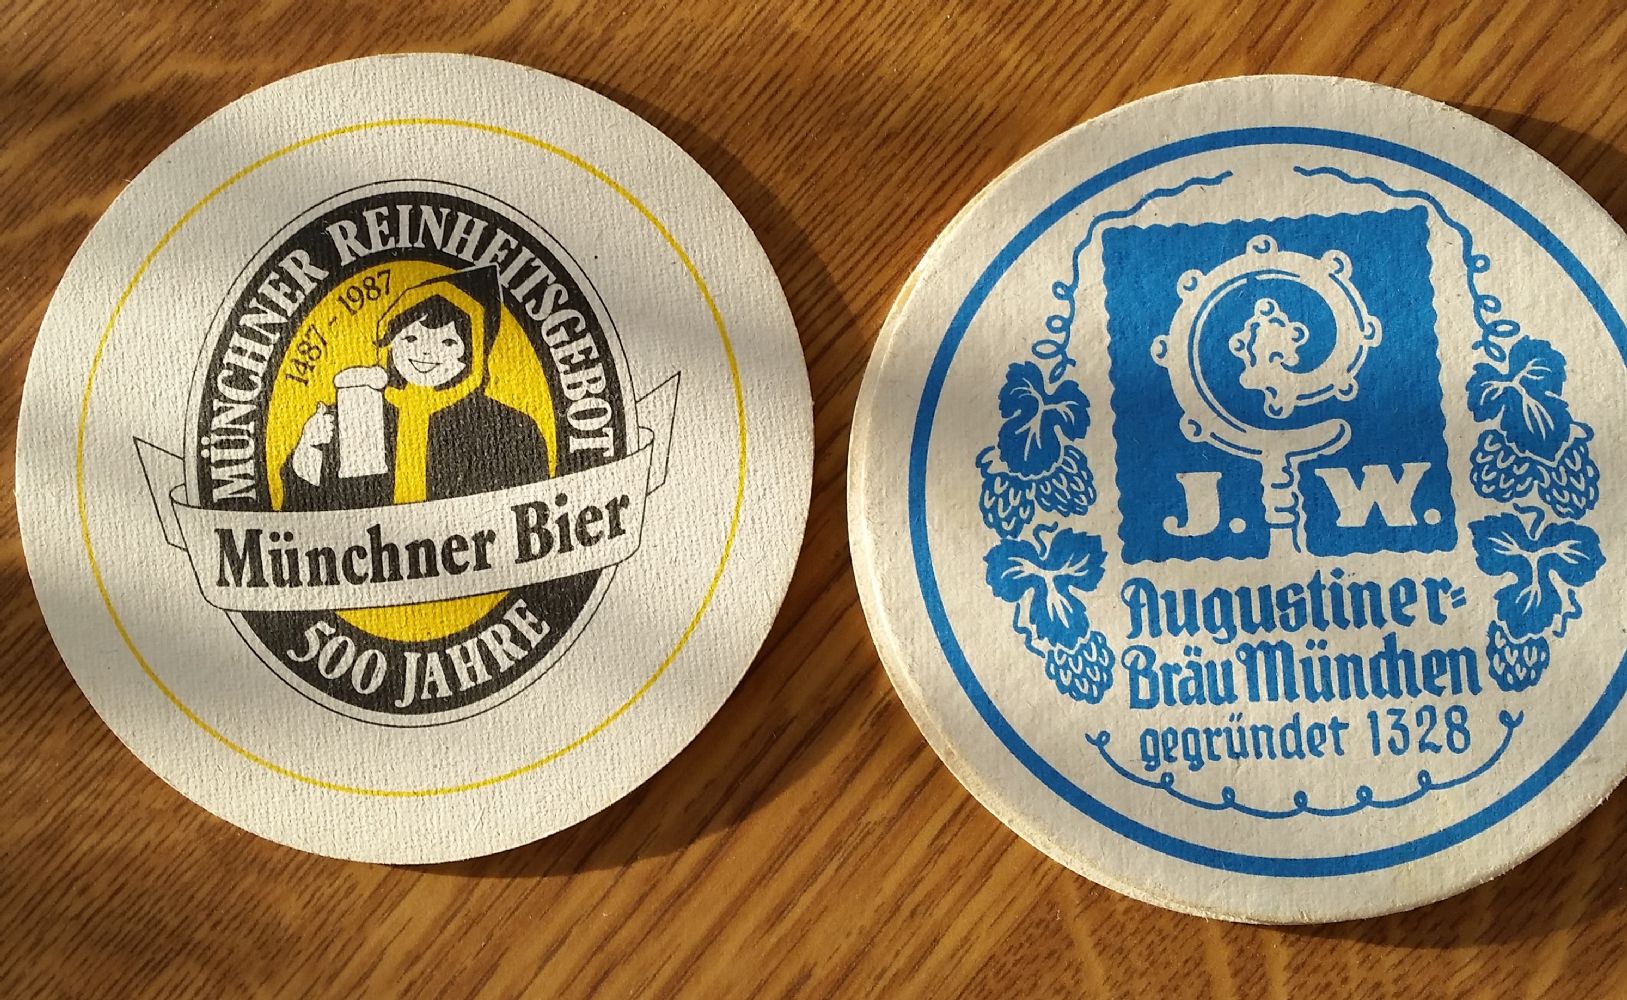 MÜNCHNER REINHEITSGEBOT
1487 - 1987
Münchner Bier
500 JAHRE
J. W.
Augustiner=
Bräu München
gegründet 1328